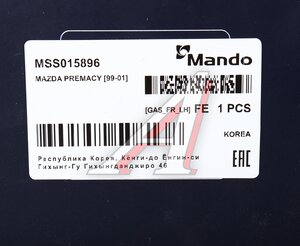 Mando
MSS015896
MAZDA PREMACY [99-01]
[GAS_FR_LH] FE 1 PCS
KOREA
Республика Корея, Кенги-до Енгин-си
Гихынг-Гу Гихынгданджиро 46
EAC